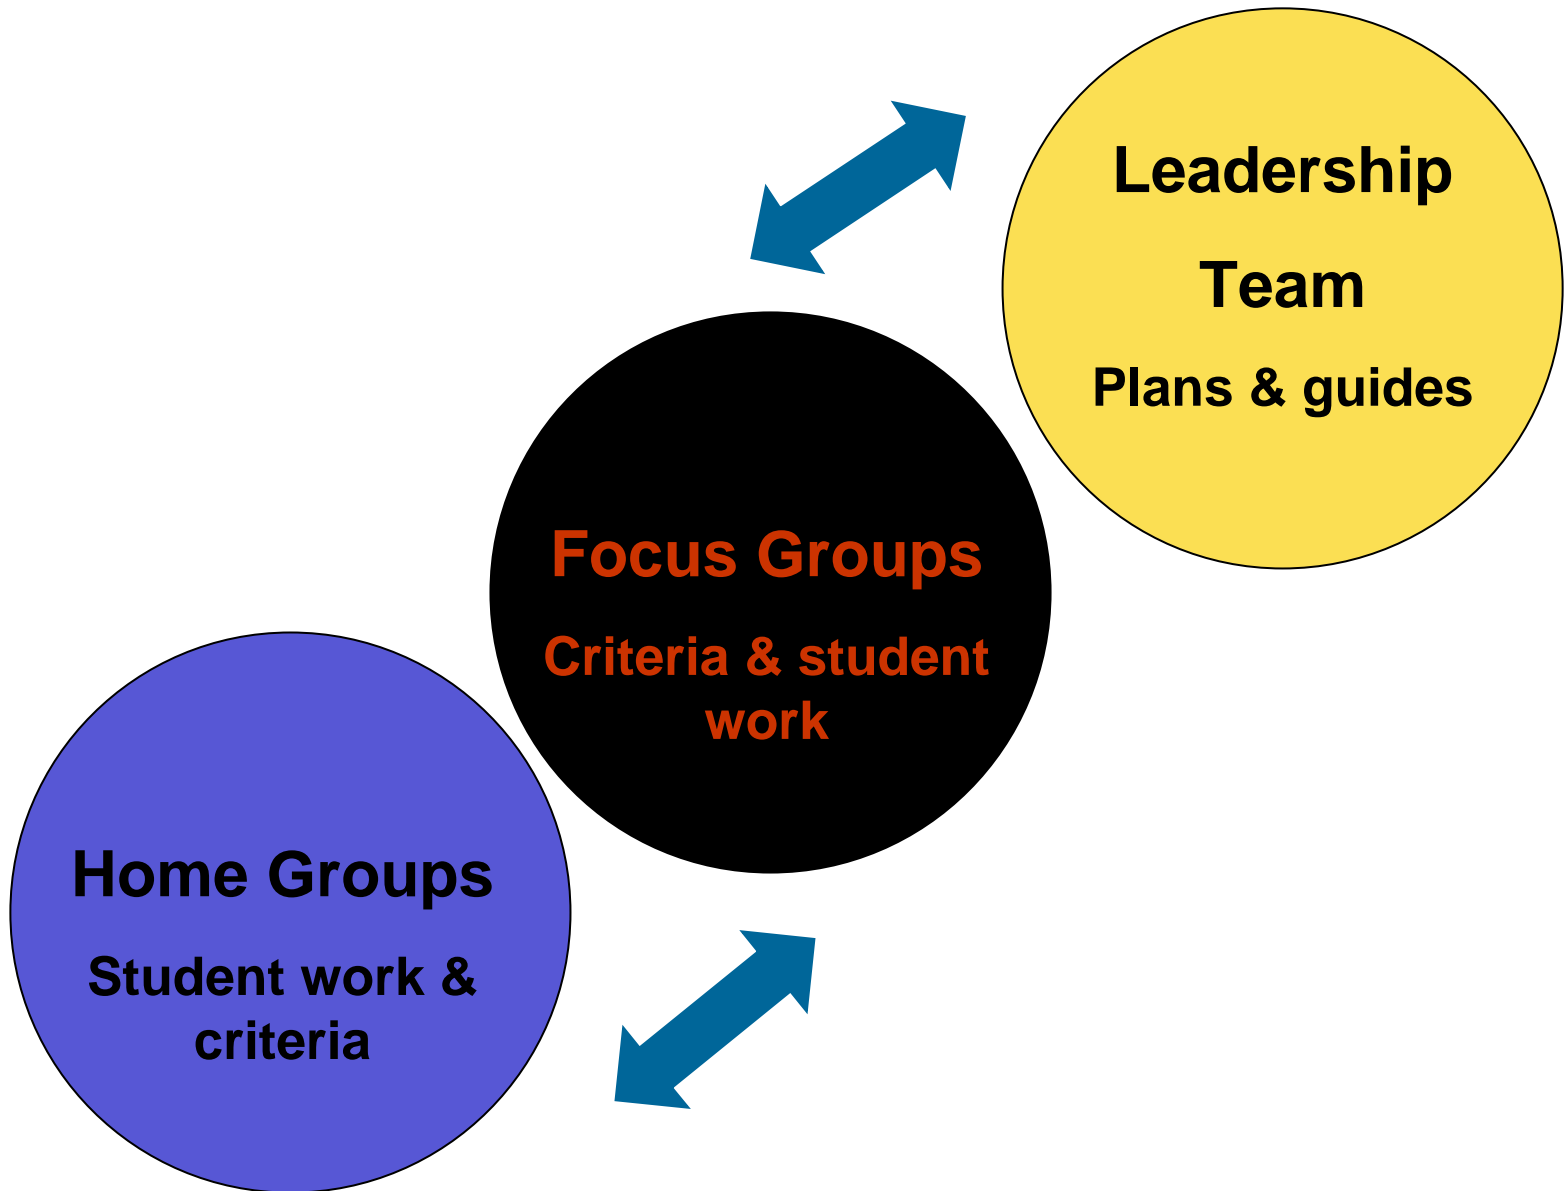 Leadership
Team
Plans & guides
Focus Groups
Criteria & student
work
Home Groups
Student work &
criteria